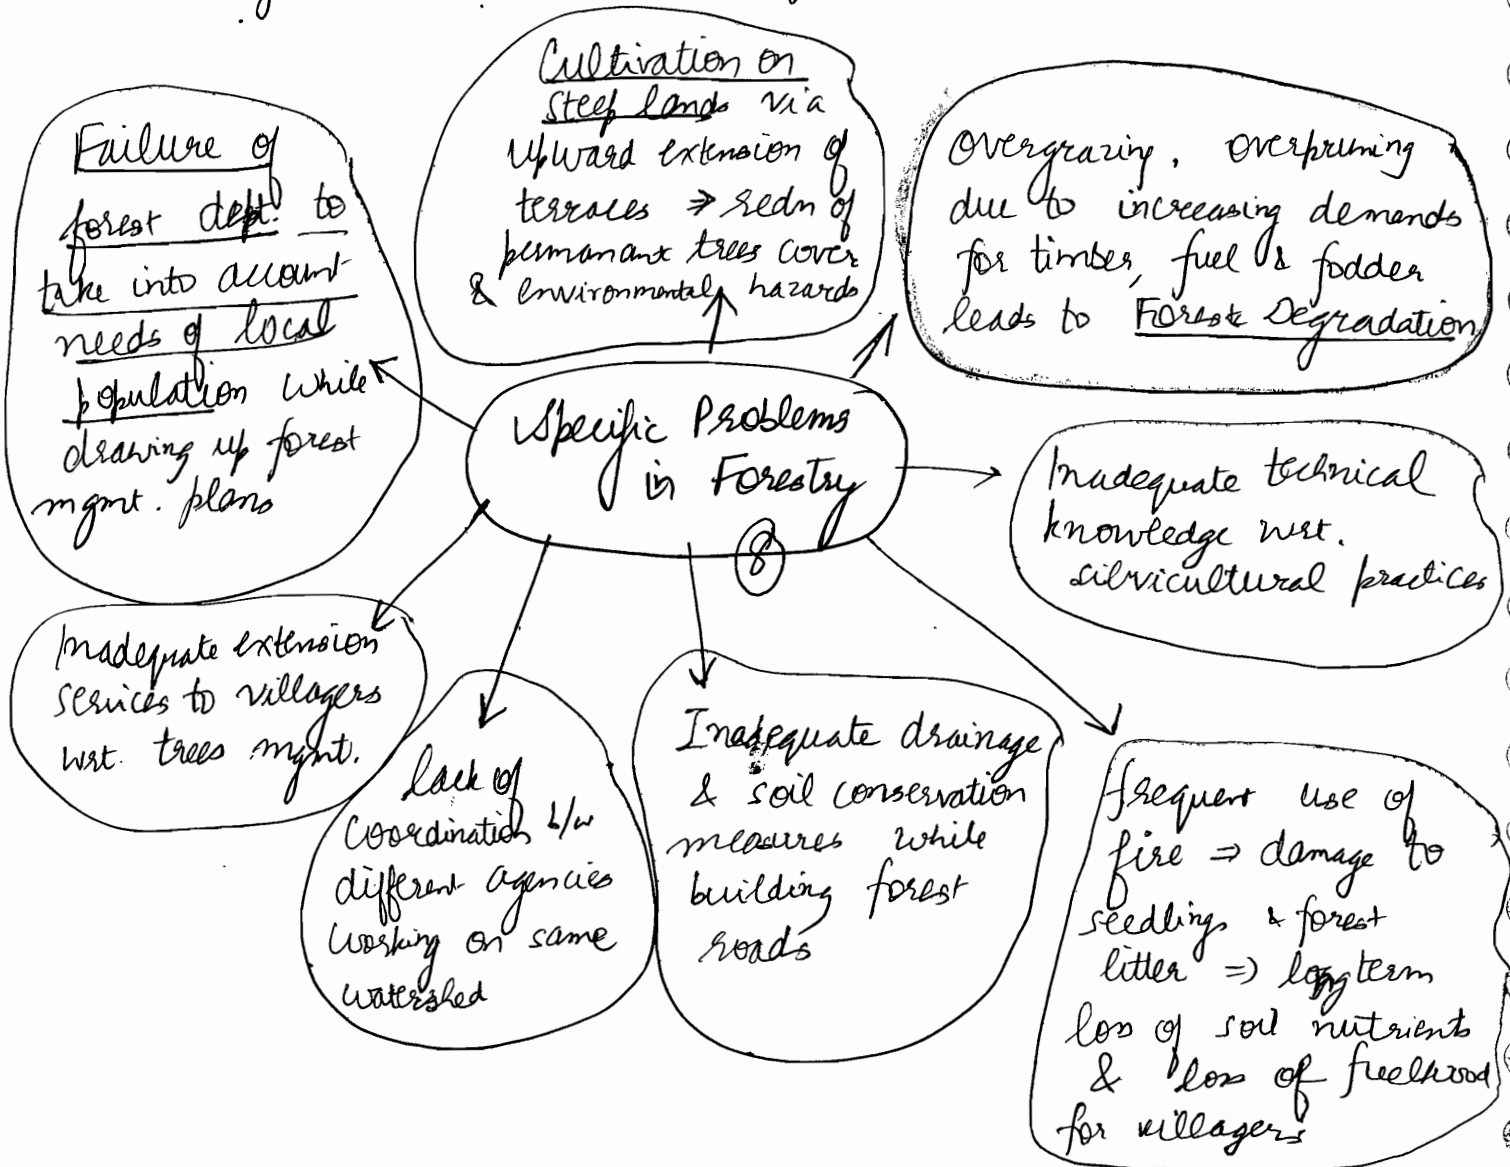 Specific Problems
in Forestry
8
Failure of
forest dept. to
take into account
needs of local
population while
drawing up forest
mgmt. plans
Cultivation on
steep lands via
upward extension of
terraces ⇒ redn of
permanant trees cover
& environmental hazards
Overgrazing, overpruning
due to increasing demands
for timber, fuel & fodder
leads to Forest Degradation
Inadequate technical
knowledge wrt.
silvicultural practices
frequent use of
fire ⇒ damage to
seedlings & forest
litter ⇒ long term
loss of soil nutrients
& loss of fuelwood
for villagers
Inadequate drainage
& soil conservation
measures while
building forest
roads
lack of
coordination b/w
different agencies
working on same
watershed
Inadequate extension
services to villagers
wrt. trees mgmt.